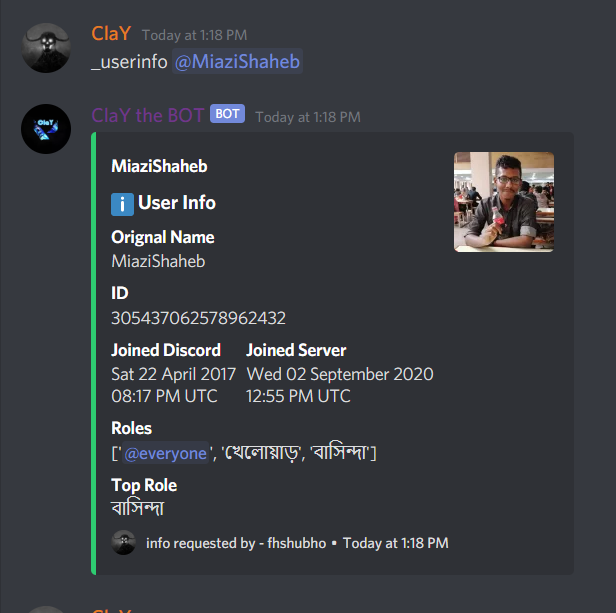 ClaY Today at 1:18 PM
_userinfo @MiaziShaheb
ClaY the BOT BOT Today at 1:18 PM
MiaziShaheb
User Info
Orignal Name
MiaziShaheb
ID
305437062578962432
Joined Discord Joined Server
Sat 22 April 2017 Wed 02 September 2020
08:17 PM UTC 12:55 PM UTC
Roles
['@everyone', 'খেলোয়াড়', 'বাসিন্দা']
Top Role
বাসিন্দা
info requested by - fhshubho • Today at 1:18 PM